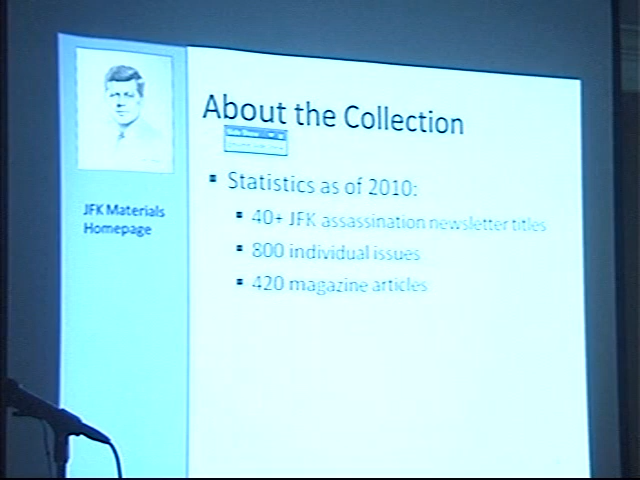 About the Collection
Statistics as of 2010:
40+ JFK assassination newsletter titles
800 individual issues
420 magazine articles
JFK Materials
Homepage